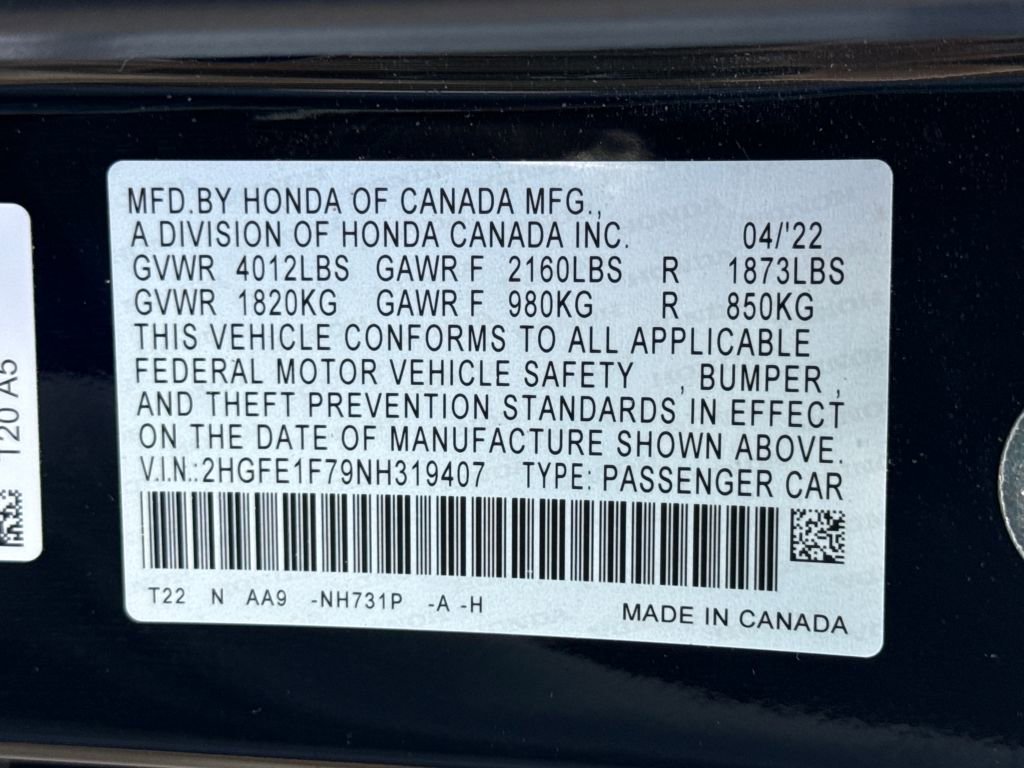 MFD.BY HONDA OF CANADA MFG.,
A DIVISION OF HONDA CANADA INC. 04/'22
GVWR 4012LBS GAWR F 2160LBS R 1873LBS
GVWR 1820KG GAWR F 980KG R 850KG
THIS VEHICLE CONFORMS TO ALL APPLICABLE
FEDERAL MOTOR VEHICLE SAFETY , BUMPER ,
AND THEFT PREVENTION STANDARDS IN EFFECT
ON THE DATE OF MANUFACTURE SHOWN ABOVE.
V.I.N.:2HGFE1F79NH319407 TYPE: PASSENGER CAR
T22 N AA9 -NH731P -A -H
MADE IN CANADA
120 A5